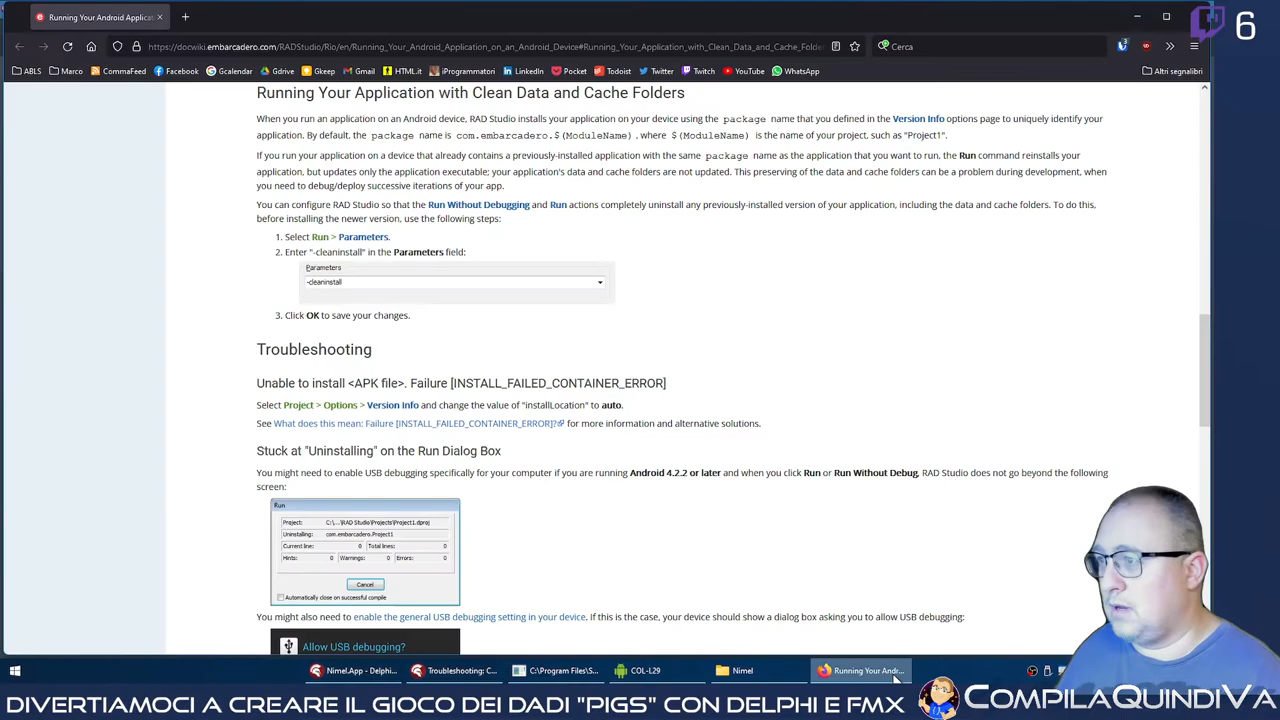 Running Your Android Applicati
6
https://docwiki.embarcadero.com/RADStudio/Rio/en/Running_Your_Android_Application_on_an_Android_Device#Running_Your_Application_with_Clean_Data_and_Cache_Folder
Cerca
ABLS Marco CommaFeed Facebook Gcalendar Gdrive Gkeep Gmail HTML.it iProgrammatori LinkedIn Pocket Todoist Twitter Twitch YouTube WhatsApp Altri segnalibri
Running Your Application with Clean Data and Cache Folders
When you run an application on an Android device, RAD Studio installs your application on your device using the package name that you defined in the Version Info options page to uniquely identify your
application. By default, the package name is com.embarcadero.$(ModuleName). where $(ModuleName) is the name of your project, such as "Project1".
If you run your application on a device that already contains a previously-installed application with the same package name as the application that you want to run, the Run command reinstalls your
application, but updates only the application executable; your application's data and cache folders are not updated. This preserving of the data and cache folders can be a problem during development, when
you need to debug/deploy successive iterations of your app.
You can configure RAD Studio so that the Run Without Debugging and Run actions completely uninstall any previously-installed version of your application, including the data and cache folders. To do this,
before installing the newer version, use the following steps:
1. Select Run > Parameters.
2. Enter "-cleaninstall" in the Parameters field:
Parameters
-cleaninstall
3. Click OK to save your changes.
Troubleshooting
Unable to install <APK file>. Failure [INSTALL_FAILED_CONTAINER_ERROR]
Select Project > Options > Version Info and change the value of "installLocation" to auto.
See What does this mean: Failure [INSTALL_FAILED_CONTAINER_ERROR]? for more information and alternative solutions.
Stuck at "Uninstalling" on the Run Dialog Box
You might need to enable USB debugging specifically for your computer if you are running Android 4.2.2 or later and when you click Run or Run Without Debug, RAD Studio does not go beyond the following
screen:
Run
Project: C:\...\RAD Studio\Projects\Project1.dproj
Uninstalling: com.embarcadero.Project1
Current line: 0 Total lines: 0
Hints: 0 Warnings: 0 Errors: 0
Cancel
Automatically close on successful compile
You might also need to enable the general USB debugging setting in your device. If this is the case, your device should show a dialog box asking you to allow USB debugging:
Allow USB debugging?
Nimel.App - Delphi... Troubleshooting: C... C:\Program Files\S... COL-L29 Nimel Running Your Andr...
DIVERTIAMOCI A CREARE IL GIOCO DEI DADI "PIGS" CON DELPHI E FMX
COMPILAQUINDIVA